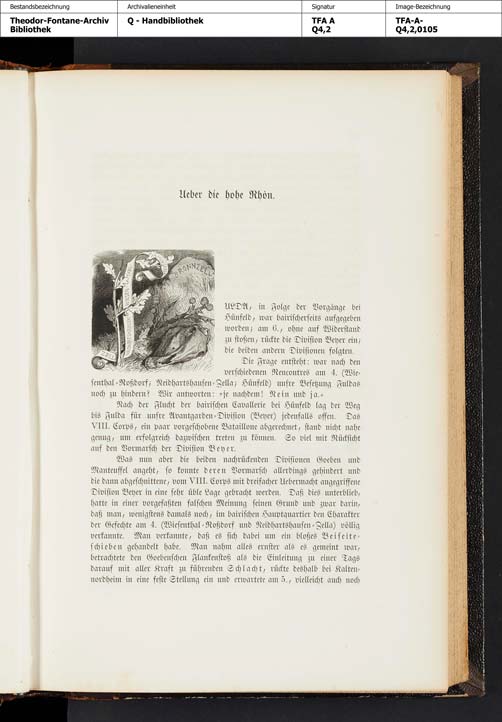 Bestandsbezeichnung
Archivalieneinheit
Signatur
Image-Bezeichnung
Theodor-Fontane-Archiv
Bibliothek
Q - Handbibliothek
TFA A
Q4,2
TFA-A-
Q4,2,0105
Ueber die hohe Rhön.
ULDA, in Folge der Vorgänge bei
Hünfeld, war bairischerseits aufgegeben
worden; am 6., ohne auf Widerstand
zu stoßen, rückte die Division Beyer ein;
die beiden andern Divisionen folgten.
Die Frage entsteht: war nach den
verschiedenen Rencontres am 4. (Wie-
senthal-Roßdorf; Neidhartshausen-Zella; Hünfeld) unsre Besetzung Fuldas
noch zu hindern? Wir antworten: »je nachdem! Nein und ja.«
Nach der Flucht der bairischen Cavallerie bei Hünfeld lag der Weg
bis Fulda für unsre Avantgarden-Division (Beyer) jedenfalls offen. Das
VIII. Corps, ein paar vorgeschobene Bataillone abgerechnet, stand nicht nahe
genug, um erfolgreich dazwischen treten zu können. So viel mit Rücksicht
auf den Vormarsch der Division Beyer.
Was nun aber die beiden nachrückenden Divisionen Goeben und
Manteuffel angeht, so konnte deren Vormarsch allerdings gehindert und
die dann abgeschnittene, vom VIII. Corps mit dreifacher Uebermacht angegriffene
Division Beyer in eine sehr üble Lage gebracht werden. Daß dies unterblieb,
hatte in einer vorgefaßten falschen Meinung seinen Grund und zwar darin,
daß man, wenigstens damals noch, im bairischen Hauptquartier den Charakter
der Gefechte am 4. (Wiesenthal-Roßdorf und Neidhartshausen-Zella) völlig
verkannte. Man verkannte, daß es sich dabei um ein bloßes Beiseite-
schieben gehandelt habe. Man nahm alles ernster als es gemeint war,
betrachtete den Goebenschen Flankenstoß als die Einleitung zu einer Tags
darauf mit aller Kraft zu führenden Schlacht, rückte deshalb bei Kalten-
nordheim in eine feste Stellung ein und erwartete am 5., vielleicht auch noch